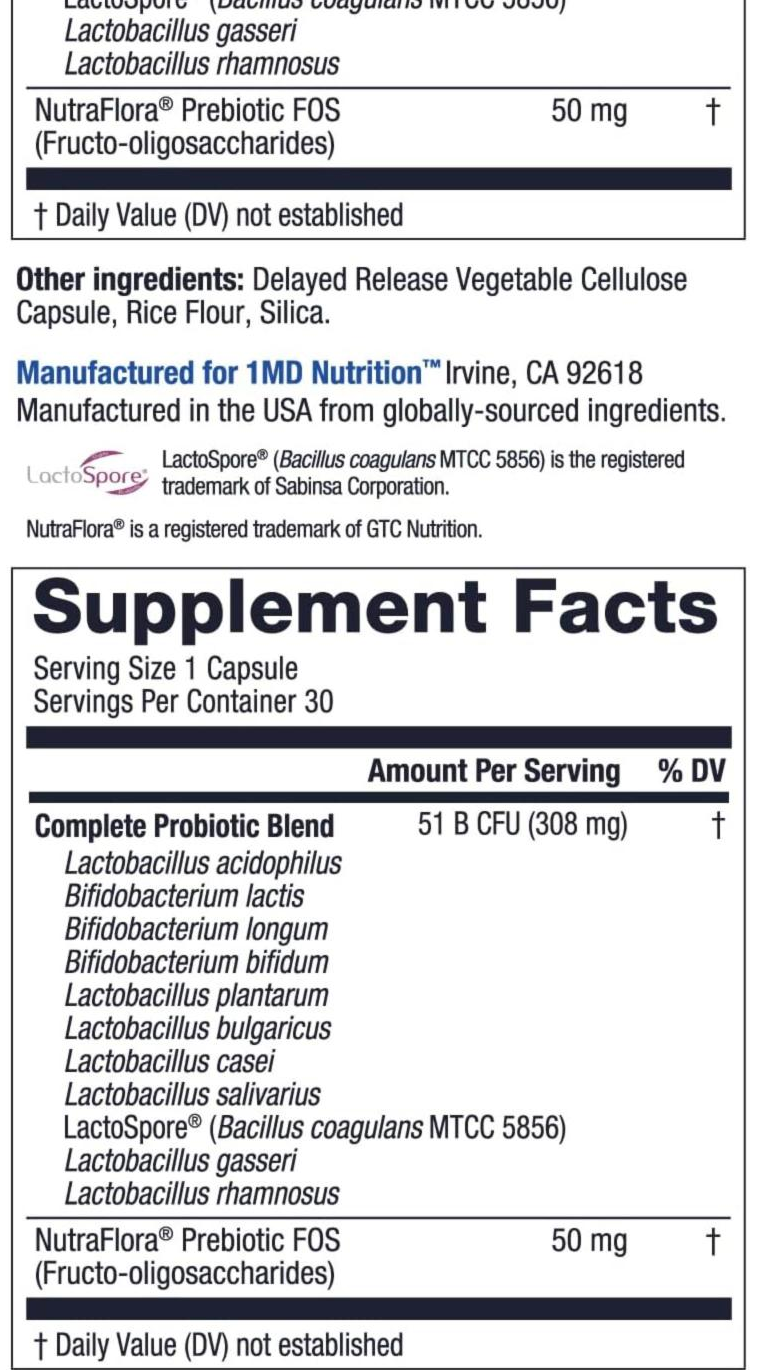 LactoSpore® (Bacillus coagulans MTCC 5856)
Lactobacillus gasseri
Lactobacillus rhamnosus
NutraFlora® Prebiotic FOS 50 mg †
(Fructo-oligosaccharides)
† Daily Value (DV) not established
Other ingredients: Delayed Release Vegetable Cellulose
Capsule, Rice Flour, Silica.
Manufactured for 1MD Nutrition™ Irvine, CA 92618
Manufactured in the USA from globally-sourced ingredients.
LactoSpore®
LactoSpore® (Bacillus coagulans MTCC 5856) is the registered
trademark of Sabinsa Corporation.
NutraFlora® is a registered trademark of GTC Nutrition.
Supplement Facts
Serving Size 1 Capsule
Servings Per Container 30
Amount Per Serving % DV
Complete Probiotic Blend 51 B CFU (308 mg) †
Lactobacillus acidophilus
Bifidobacterium lactis
Bifidobacterium longum
Bifidobacterium bifidum
Lactobacillus plantarum
Lactobacillus bulgaricus
Lactobacillus casei
Lactobacillus salivarius
LactoSpore® (Bacillus coagulans MTCC 5856)
Lactobacillus gasseri
Lactobacillus rhamnosus
NutraFlora® Prebiotic FOS 50 mg †
(Fructo-oligosaccharides)
† Daily Value (DV) not established